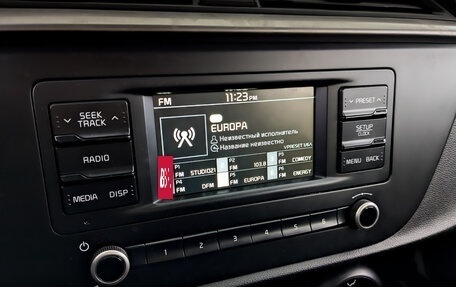 11:23 PM
FM
EUROPA
Неизвестный исполнитель
Название неизвестно
P1 FM STUDIO21
P2 FM 103.8
P3 FM COMEDY
P4 FM DFM
FM EUROPA
FM ENERGY
SEEK TRACK
RADIO
MEDIA DISP
PRESET
SETUP CLOCK
MENU BACK
1 2 3 4 5 6